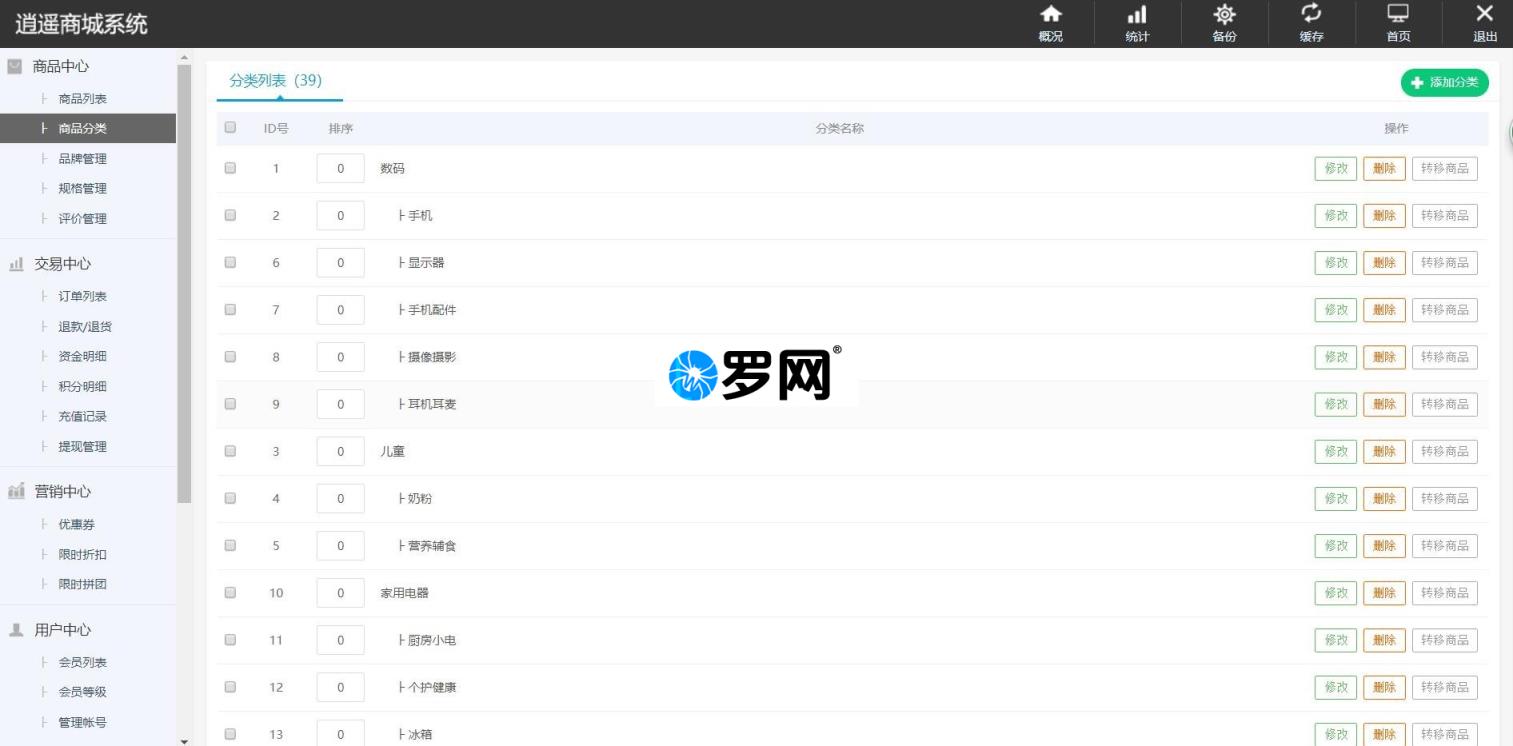 逍遥商城系统
概况
统计
备份
缓存
首页
退出
商品中心
├ 商品列表
├ 商品分类
├ 品牌管理
├ 规格管理
├ 评价管理
交易中心
├ 订单列表
├ 退款/退货
├ 资金明细
├ 积分明细
├ 充值记录
├ 提现管理
营销中心
├ 优惠券
├ 限时折扣
├ 限时拼团
用户中心
├ 会员列表
├ 会员等级
├ 管理帐号
分类列表 (39)
添加分类
ID号 排序 分类名称 操作
1 0 数码 修改 删除 转移商品
2 0 ├ 手机 修改 删除 转移商品
6 0 ├ 显示器 修改 删除 转移商品
7 0 ├ 手机配件 修改 删除 转移商品
8 0 ├ 摄像摄影 修改 删除 转移商品
罗网®
9 0 ├ 耳机耳麦 修改 删除 转移商品
3 0 儿童 修改 删除 转移商品
4 0 ├ 奶粉 修改 删除 转移商品
5 0 ├ 营养辅食 修改 删除 转移商品
10 0 家用电器 修改 删除 转移商品
11 0 ├ 厨房小电 修改 删除 转移商品
12 0 ├ 个护健康 修改 删除 转移商品
13 0 ├ 冰箱 修改 删除 转移商品